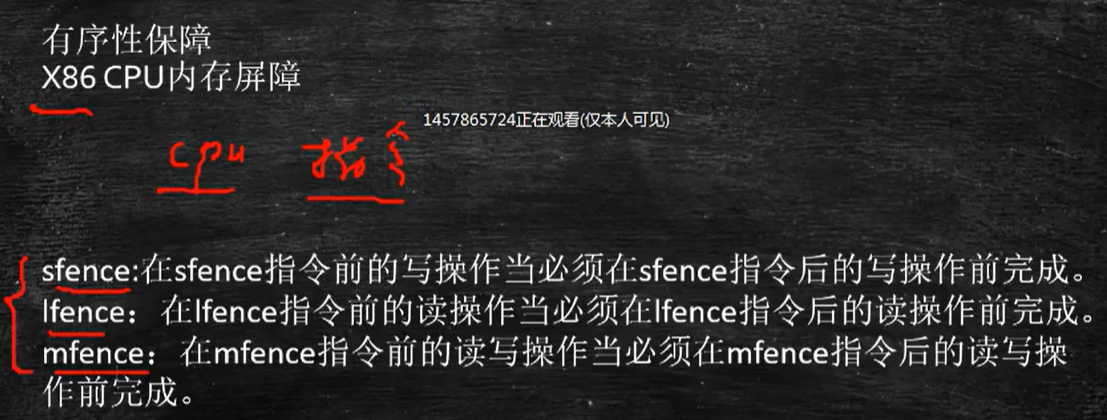 有序性保障
X86 CPU内存屏障
1457865724正在观看(仅本人可见)
cpu 指令
sfence:在sfence指令前的写操作当必须在sfence指令后的写操作前完成。
lfence：在lfence指令前的读操作当必须在lfence指令后的读操作前完成。
mfence：在mfence指令前的读写操作当必须在mfence指令后的读写操
作前完成。